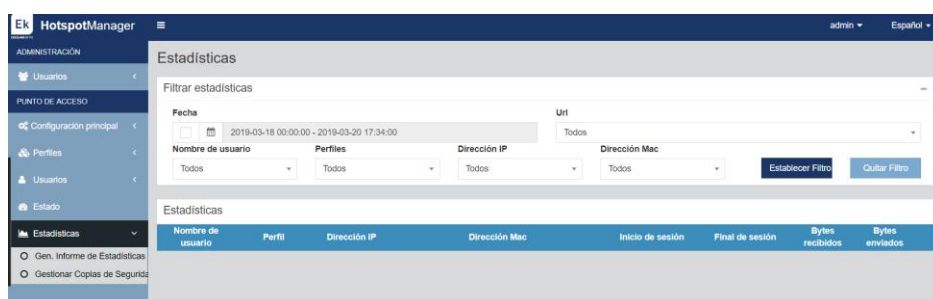 Ek HotspotManager
admin Español
ADMINISTRACIÓN
Usuarios
PUNTO DE ACCESO
Configuración principal
Perfiles
Usuarios
Estado
Estadísticas
Gen. Informe de Estadísticas
Gestionar Copias de Segurida
Estadísticas
Filtrar estadísticas
Fecha
Url
2019-03-18 00:00:00 - 2019-03-20 17:34:00
Todos
Nombre de usuario Perfiles Dirección IP Dirección Mac
Todos Todos Todos Todos
Establecer Filtro Quitar Filtro
Estadísticas
Nombre de usuario Perfil Dirección IP Dirección Mac Inicio de sesión Final de sesión Bytes recibidos Bytes enviados